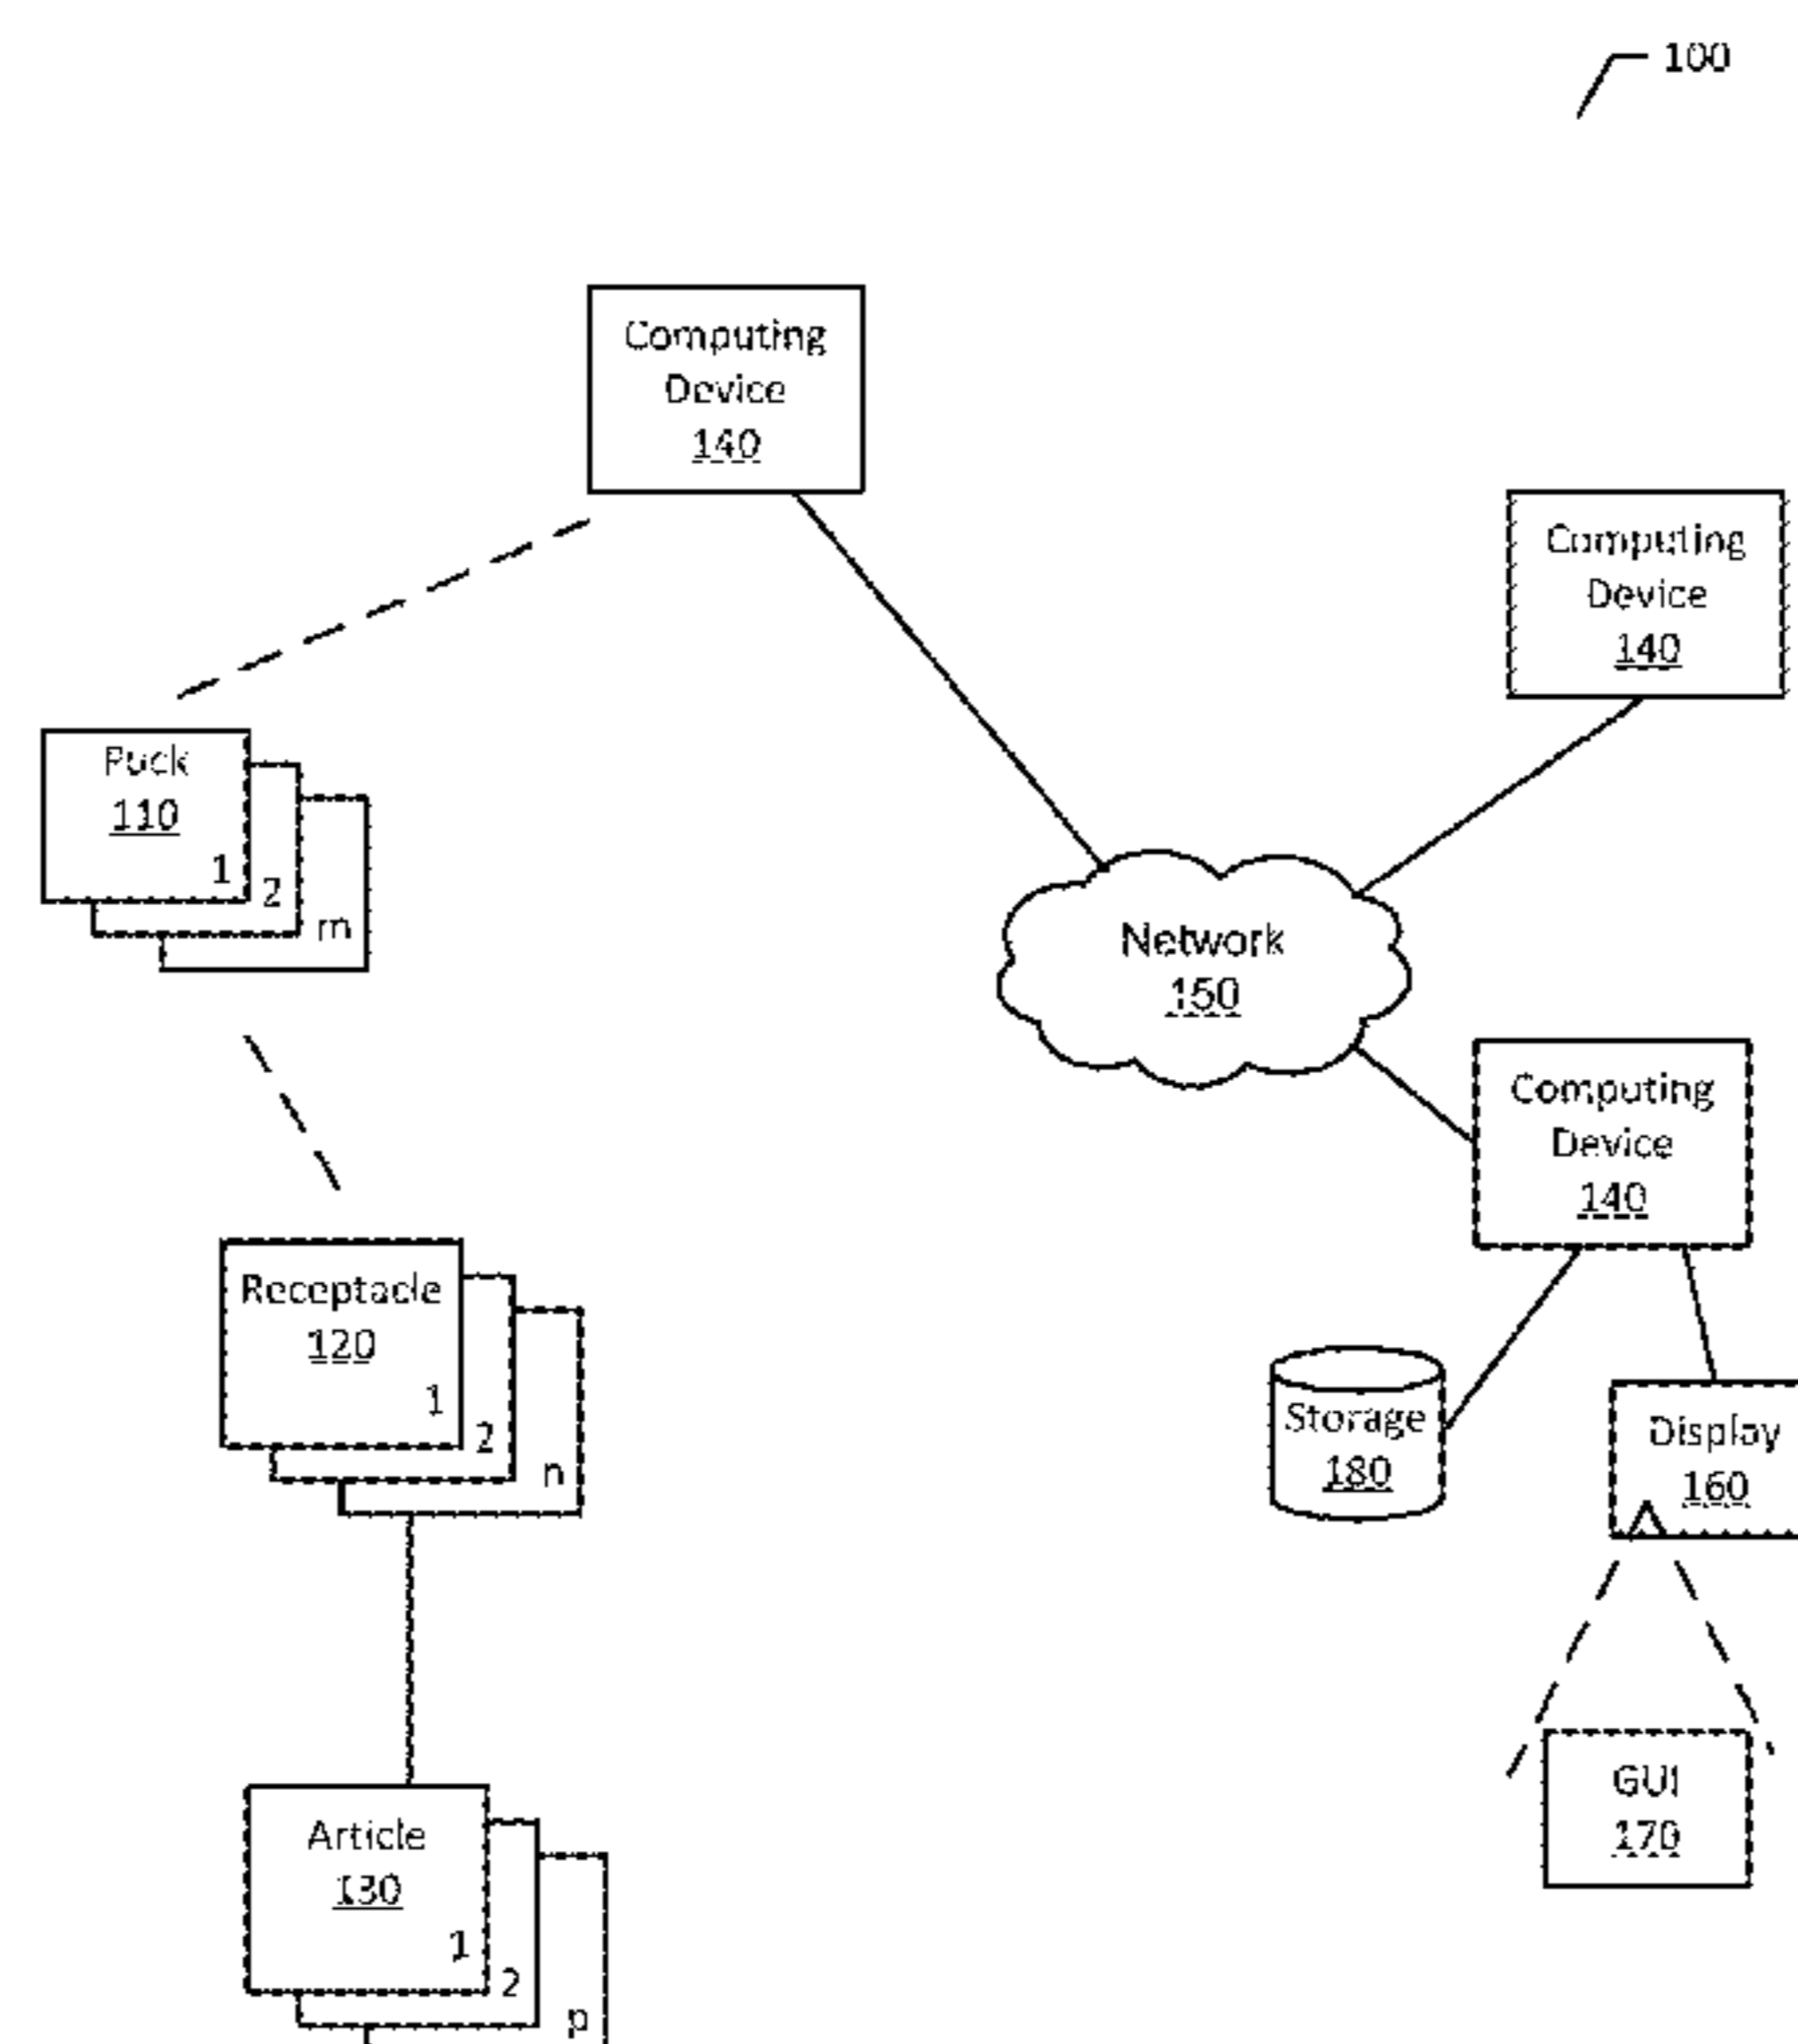 100
Computing
Device
140
Computing
Device
140
Puck
110
1
2
m
Network
150
Computing
Device
140
Receptacle
120
1
2
n
Storage
180
Display
160
GUI
170
Article
130
1
2
p